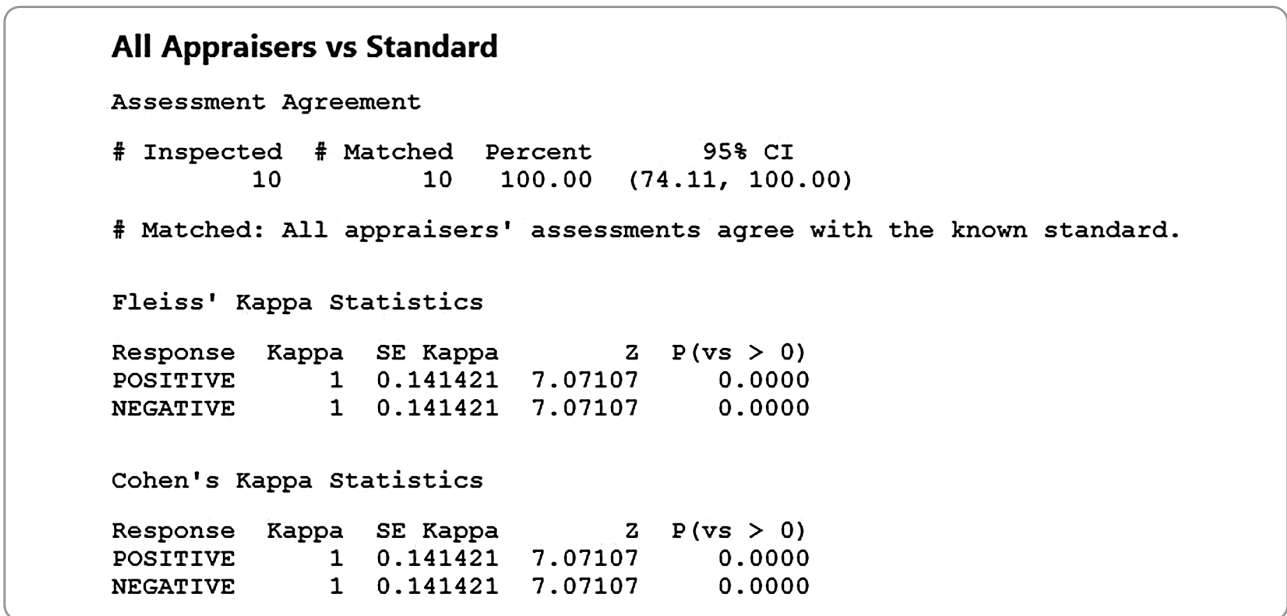 All Appraisers vs Standard
Assessment Agreement
# Inspected # Matched Percent 95% CI
10 10 100.00 (74.11, 100.00)
# Matched: All appraisers' assessments agree with the known standard.
Fleiss' Kappa Statistics
Response Kappa SE Kappa Z P(vs > 0)
POSITIVE 1 0.141421 7.07107 0.0000
NEGATIVE 1 0.141421 7.07107 0.0000
Cohen's Kappa Statistics
Response Kappa SE Kappa Z P(vs > 0)
POSITIVE 1 0.141421 7.07107 0.0000
NEGATIVE 1 0.141421 7.07107 0.0000